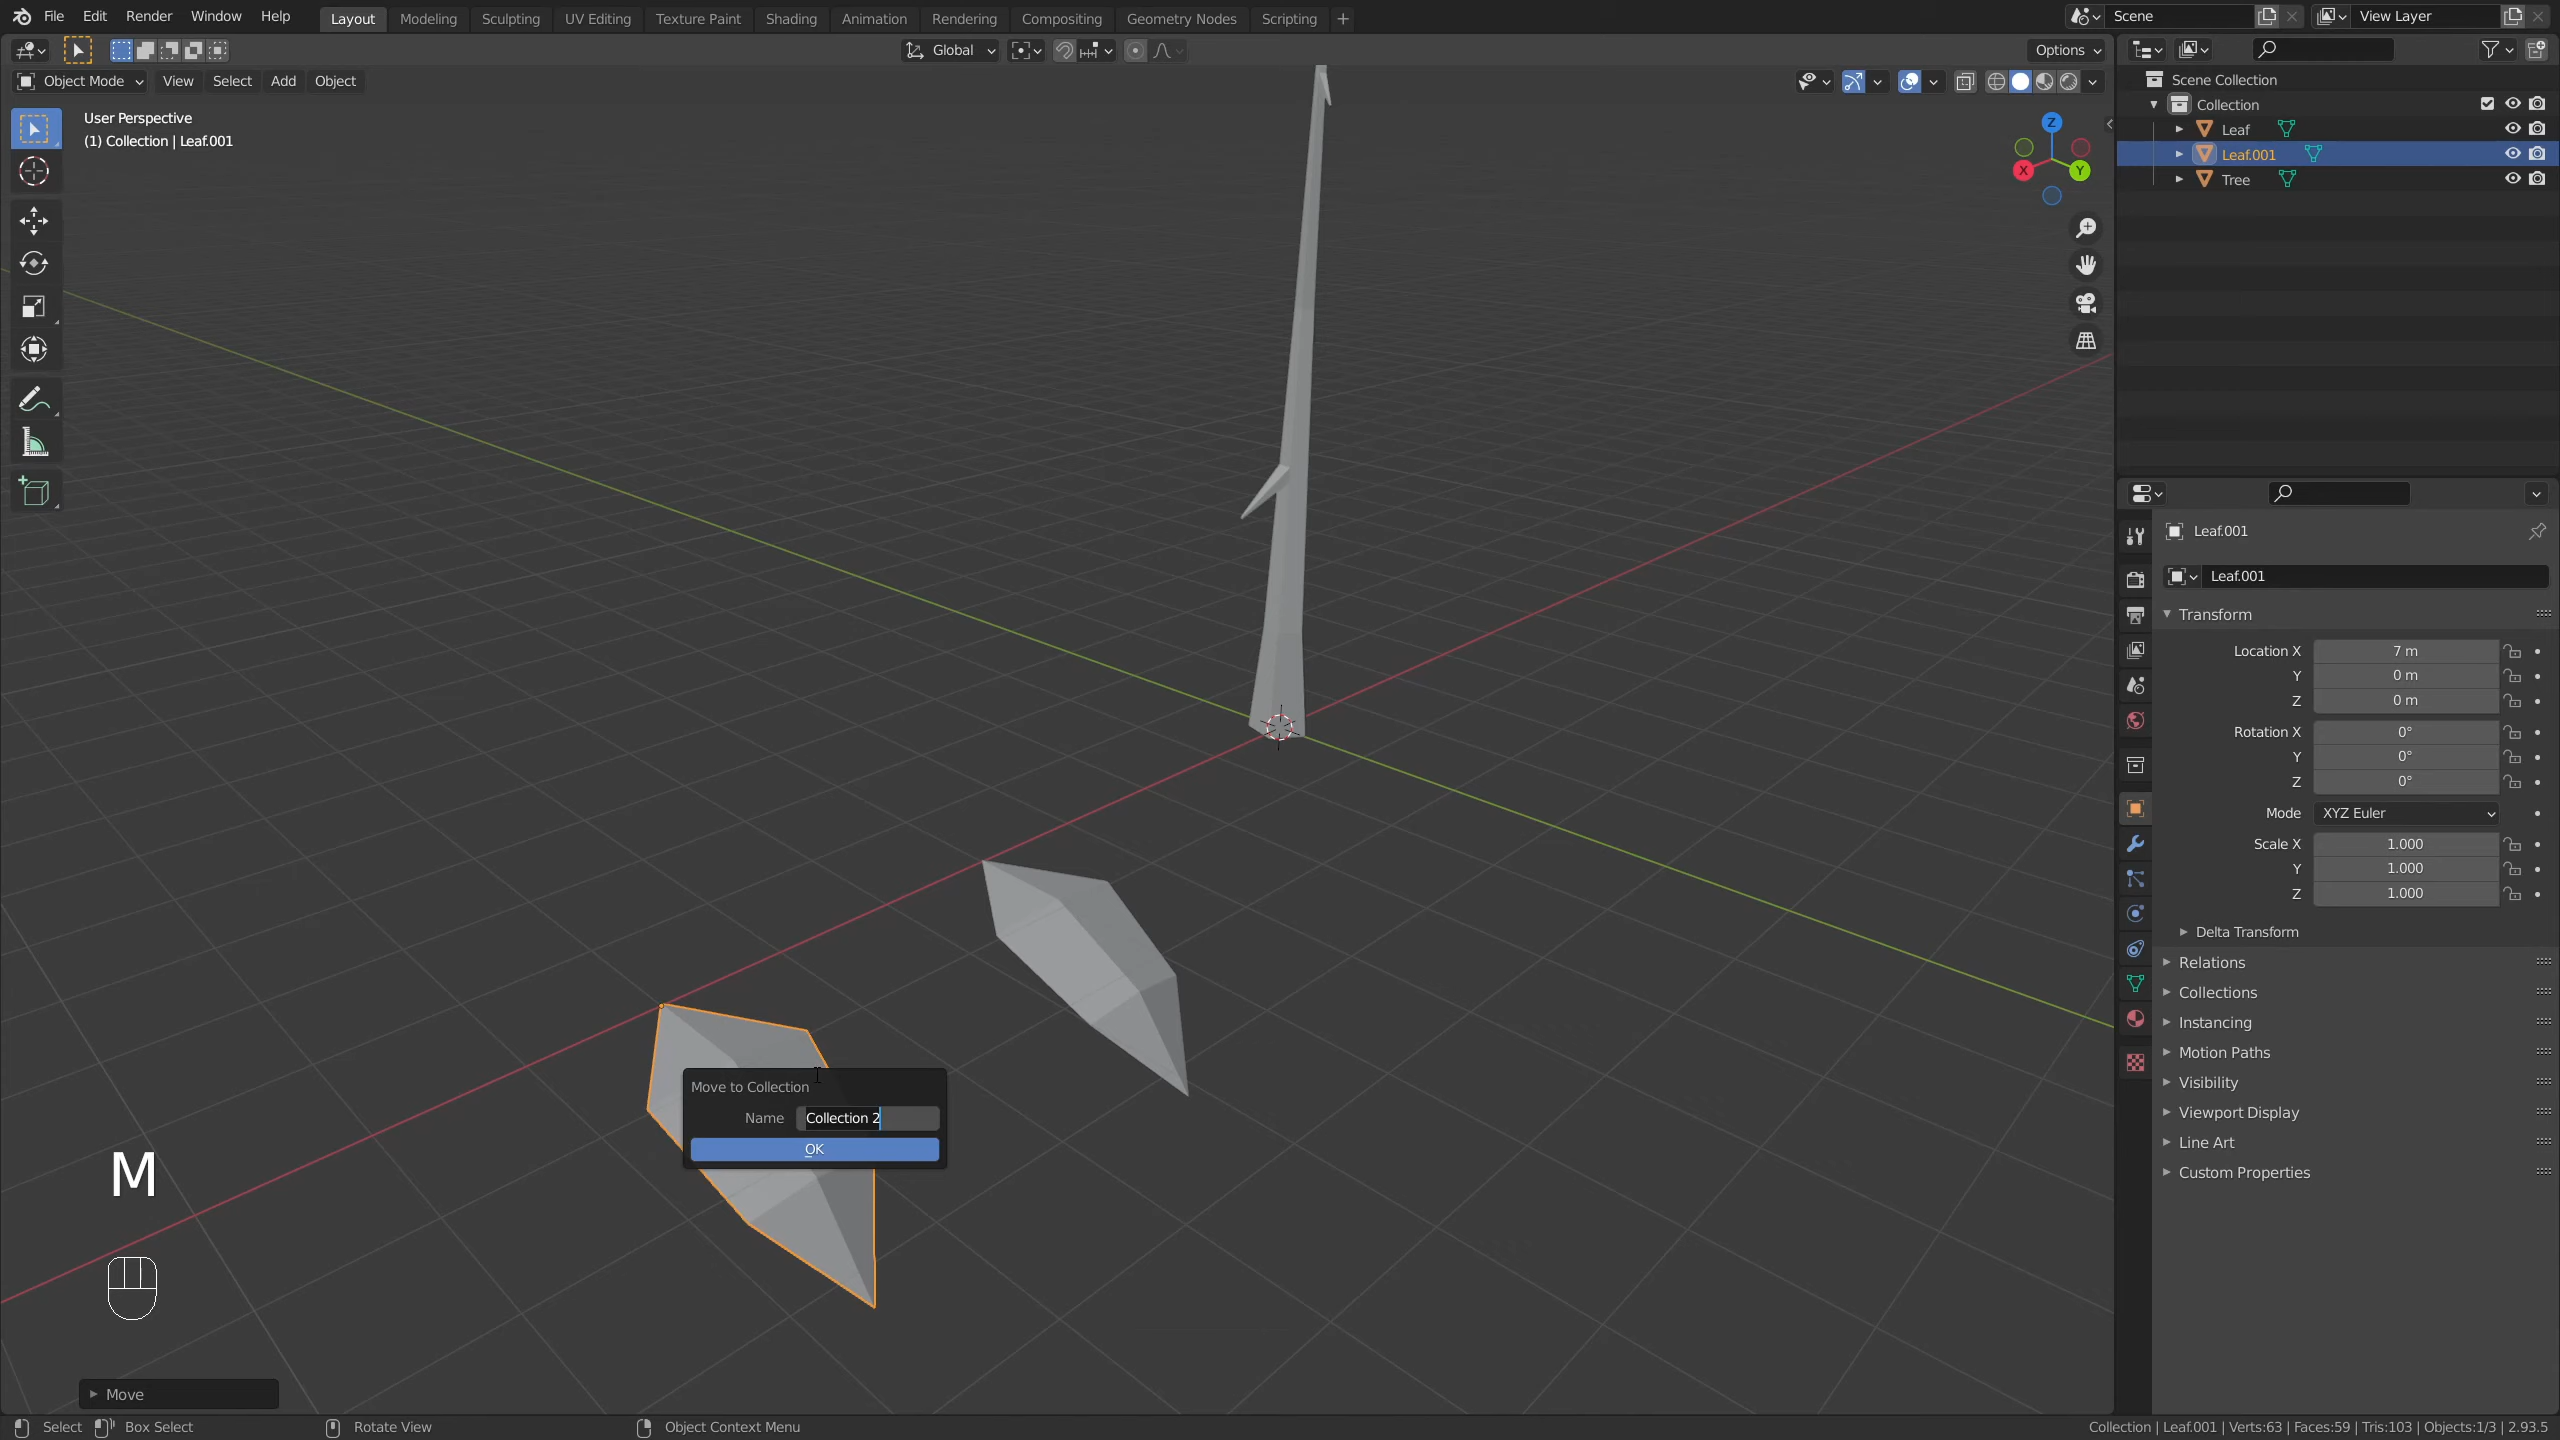 File Edit Render Window Help Layout Modeling Sculpting UV Editing Texture Paint Shading Animation Rendering Compositing Geometry Nodes Scripting + Scene View Layer
Global Options
Object Mode View Select Add Object
User Perspective
(1) Collection | Leaf.001
Z
X
Y
Scene Collection
Collection
Leaf
Leaf.001
Tree
Leaf.001
Leaf.001
Transform
Location X 7 m
Y 0 m
Z 0 m
Rotation X 0°
Y 0°
Z 0°
Mode XYZ Euler
Scale X 1.000
Y 1.000
Z 1.000
Delta Transform
Relations
Collections
Instancing
Motion Paths
Visibility
Viewport Display
Line Art
Custom Properties
Move to Collection
Name Collection 2
OK
M
Move
Select Box Select Rotate View Object Context Menu Collection | Leaf.001 | Verts:63 | Faces:59 | Tris:103 | Objects:1/3 | 2.93.5